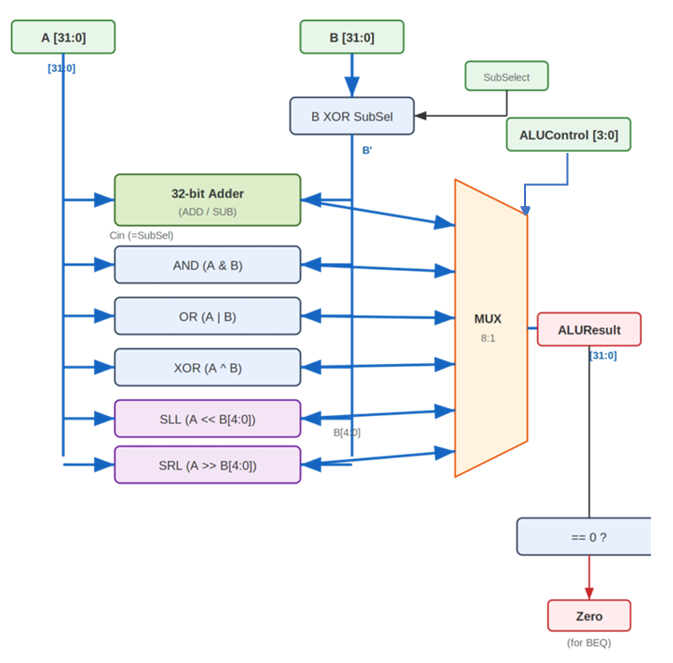 A [31:0]
B [31:0]
[31:0]
SubSelect
B XOR SubSel
ALUControl [3:0]
B'
32-bit Adder
(ADD / SUB)
Cin (=SubSel)
AND (A & B)
OR (A | B)
MUX
8:1
ALUResult
[31:0]
XOR (A ^ B)
SLL (A << B[4:0])
B[4:0]
SRL (A >> B[4:0])
== 0 ?
Zero
(for BEQ)